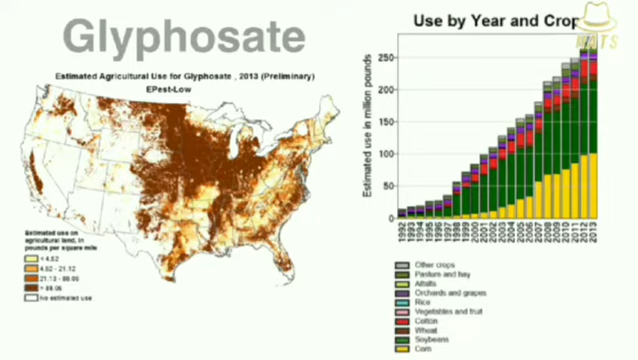 Glyphosate
Estimated Agricultural Use for Glyphosate , 2013 (Preliminary)
EPest-Low
Estimated use on
agricultural land, in
pounds per square mile
< 4.52
4.52 - 21.12
21.13 - 88.06
> 88.06
no estimated use
Use by Year and Crop
HATS
Estimated use in million pounds
250
200
150
100
50
0
1992
1993
1994
1995
1996
1997
1998
1999
2000
2001
2002
2003
2004
2005
2006
2007
2008
2009
2010
2011
2012
2013
Other crops
Pasture and hay
Alfalfa
Orchards and grapes
Rice
Vegetables and fruit
Cotton
Wheat
Soybeans
Corn